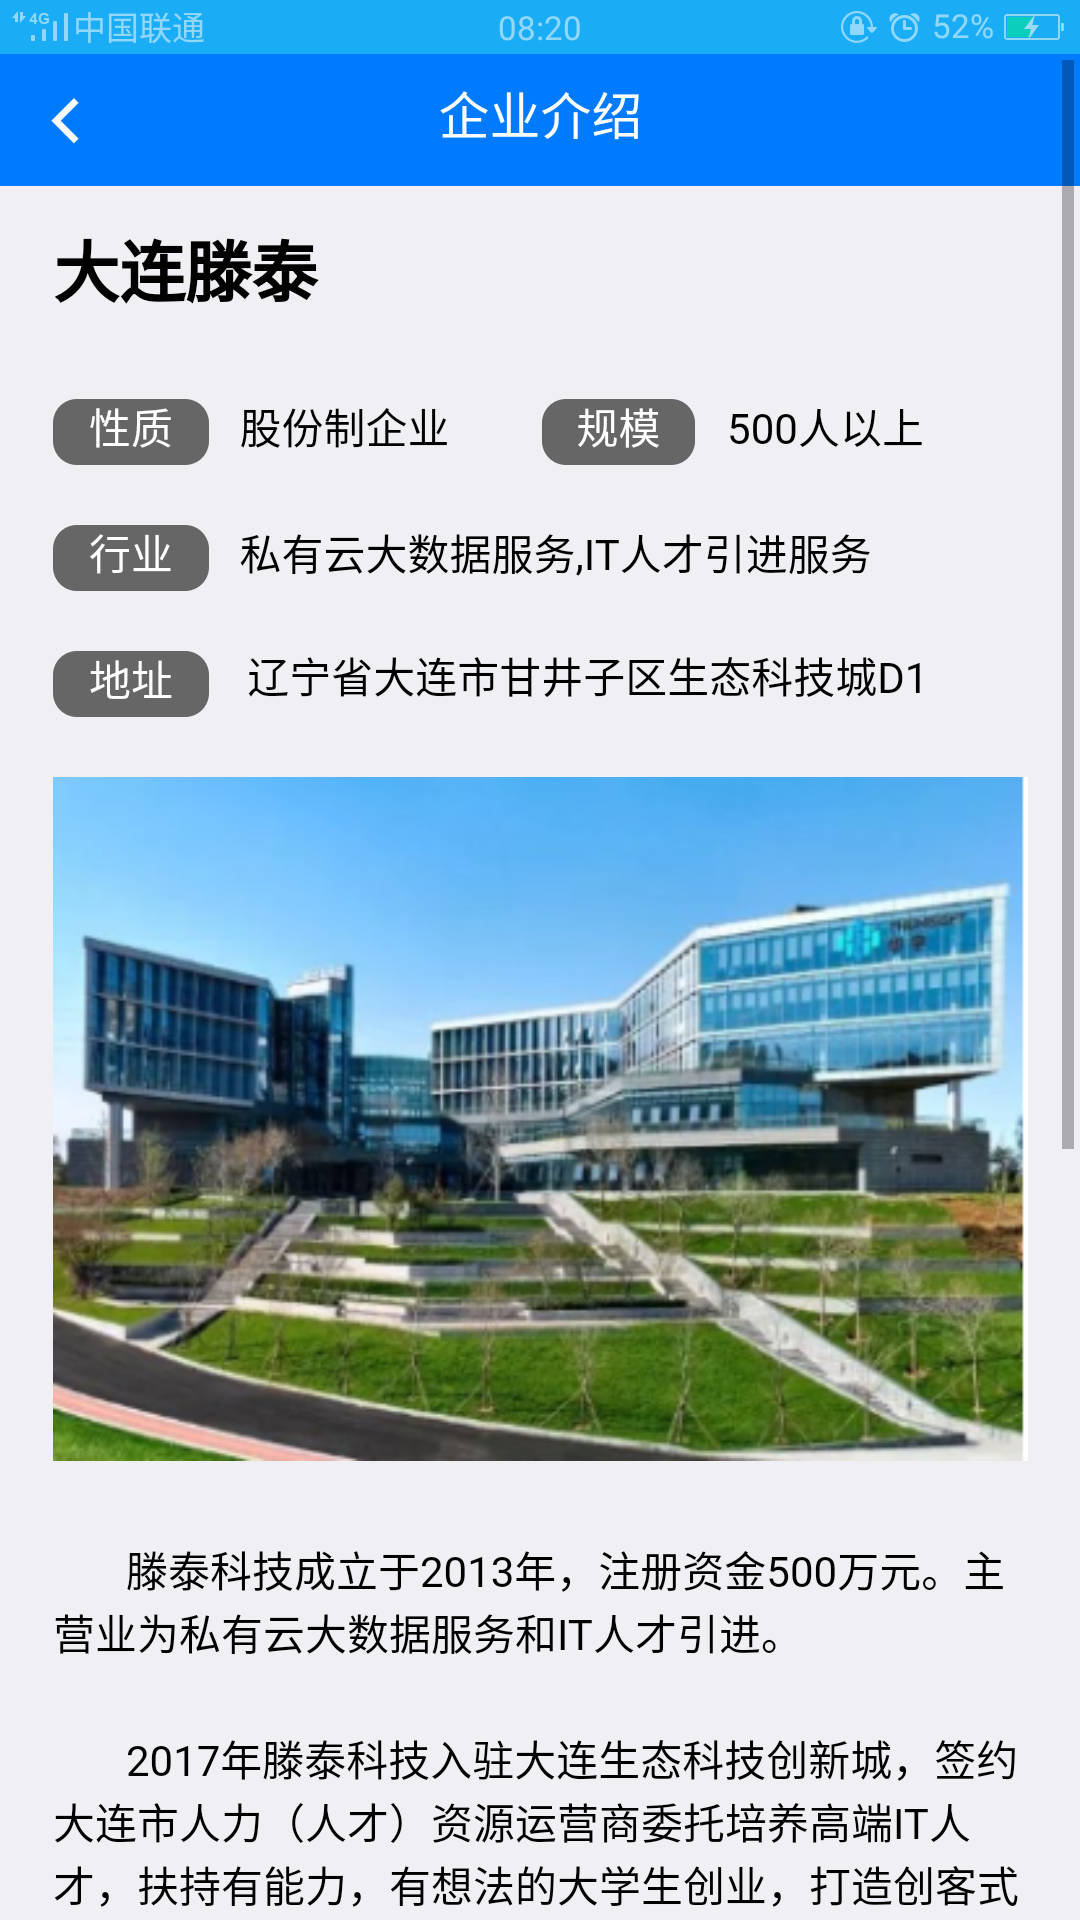 4G 中国联通 08:20 52%
企业介绍
大连滕泰
性质 股份制企业 规模 500人以上
行业 私有云大数据服务,IT人才引进服务
地址 辽宁省大连市甘井子区生态科技城D1
滕泰科技成立于2013年，注册资金500万元。主
营业为私有云大数据服务和IT人才引进。
2017年滕泰科技入驻大连生态科技创新城，签约
大连市人力（人才）资源运营商委托培养高端IT人
才，扶持有能力，有想法的大学生创业，打造创客式